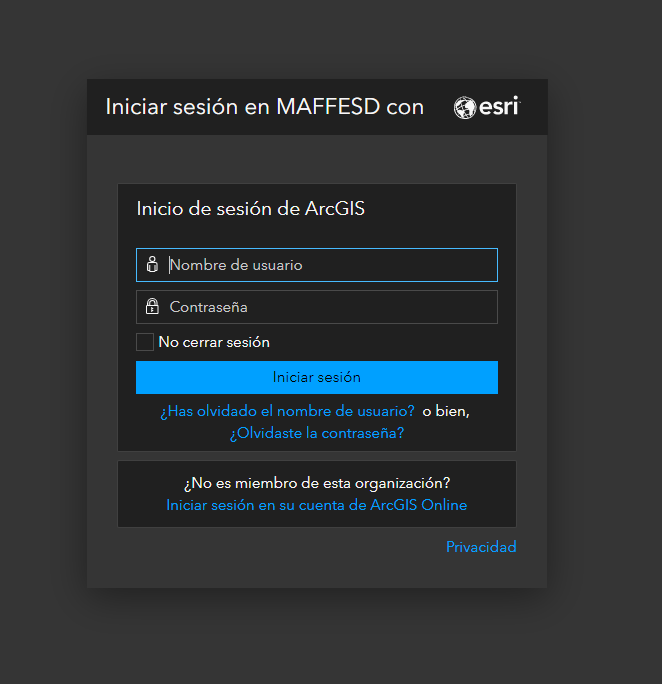 Iniciar sesión en MAFFESD con esri
Inicio de sesión de ArcGIS
Nombre de usuario
Contraseña
No cerrar sesión
Iniciar sesión
¿Has olvidado el nombre de usuario? o bien,
¿Olvidaste la contraseña?
¿No es miembro de esta organización?
Iniciar sesión en su cuenta de ArcGIS Online
Privacidad